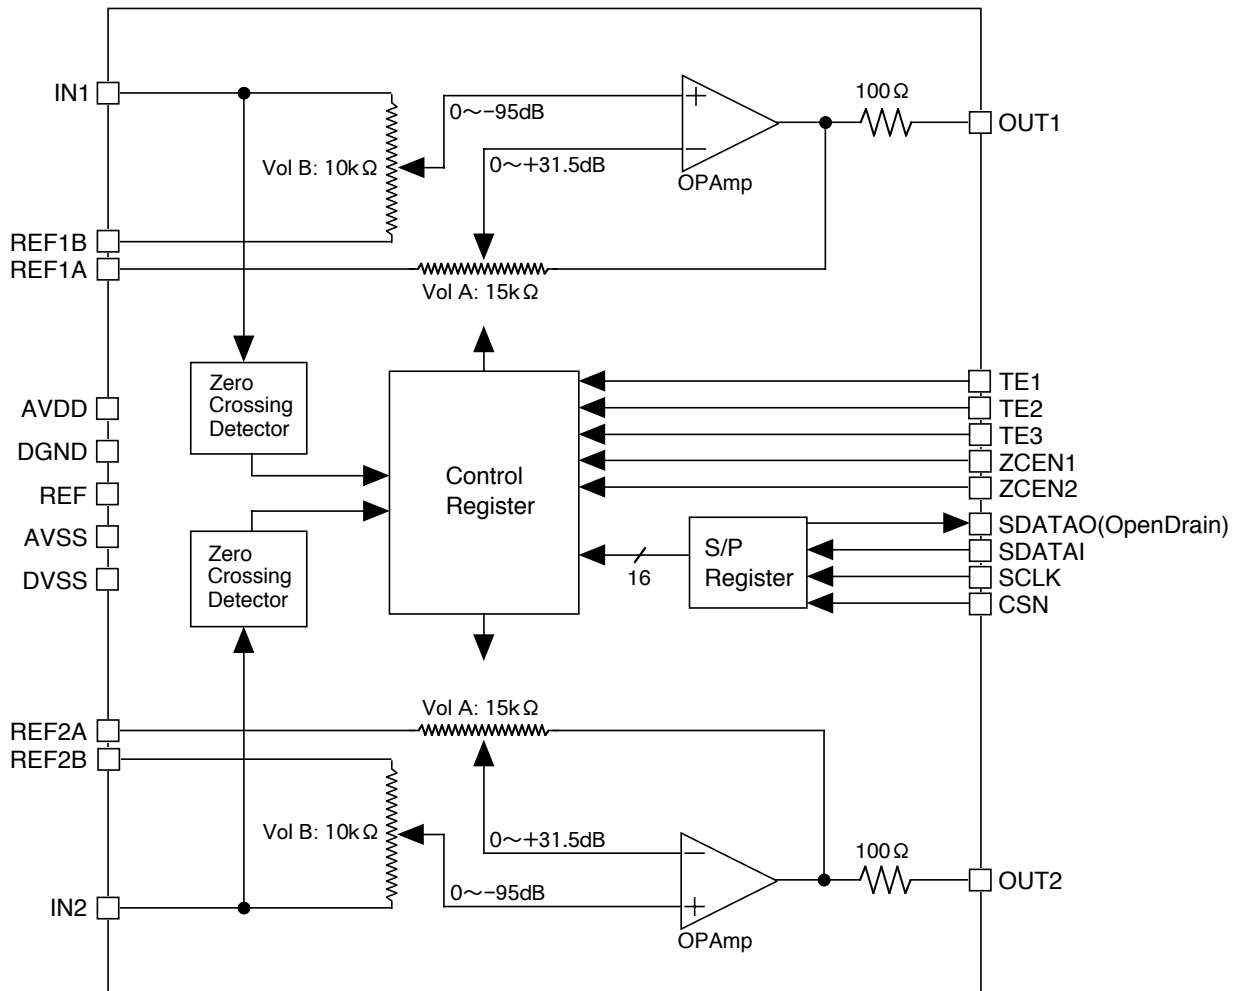 IN1
0～−95dB
+
100Ω
OUT1
Vol B: 10kΩ
0～+31.5dB
−
OPAmp
REF1B
REF1A
Vol A: 15kΩ
Zero
Crossing
Detector
AVDD
DGND
REF
AVSS
DVSS
Zero
Crossing
Detector
Control
Register
TE1
TE2
TE3
ZCEN1
ZCEN2
SDATAO(OpenDrain)
SDATAI
SCLK
CSN
16
S/P
Register
REF2A
REF2B
Vol A: 15kΩ
Vol B: 10kΩ
0～+31.5dB
−
100Ω
0～−95dB
+
OUT2
IN2
OPAmp